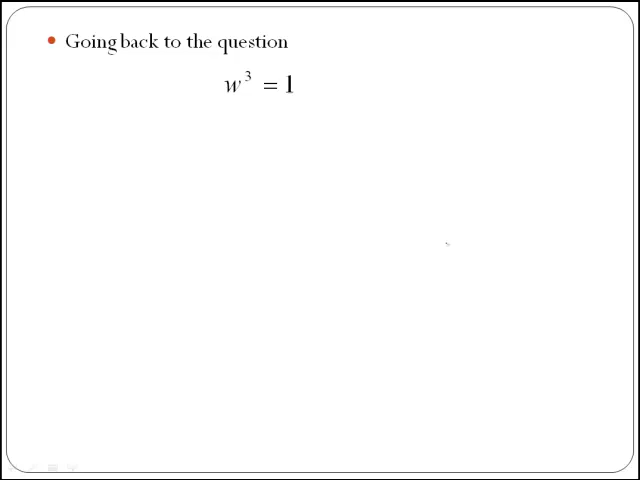 • Going back to the question
w³ = 1